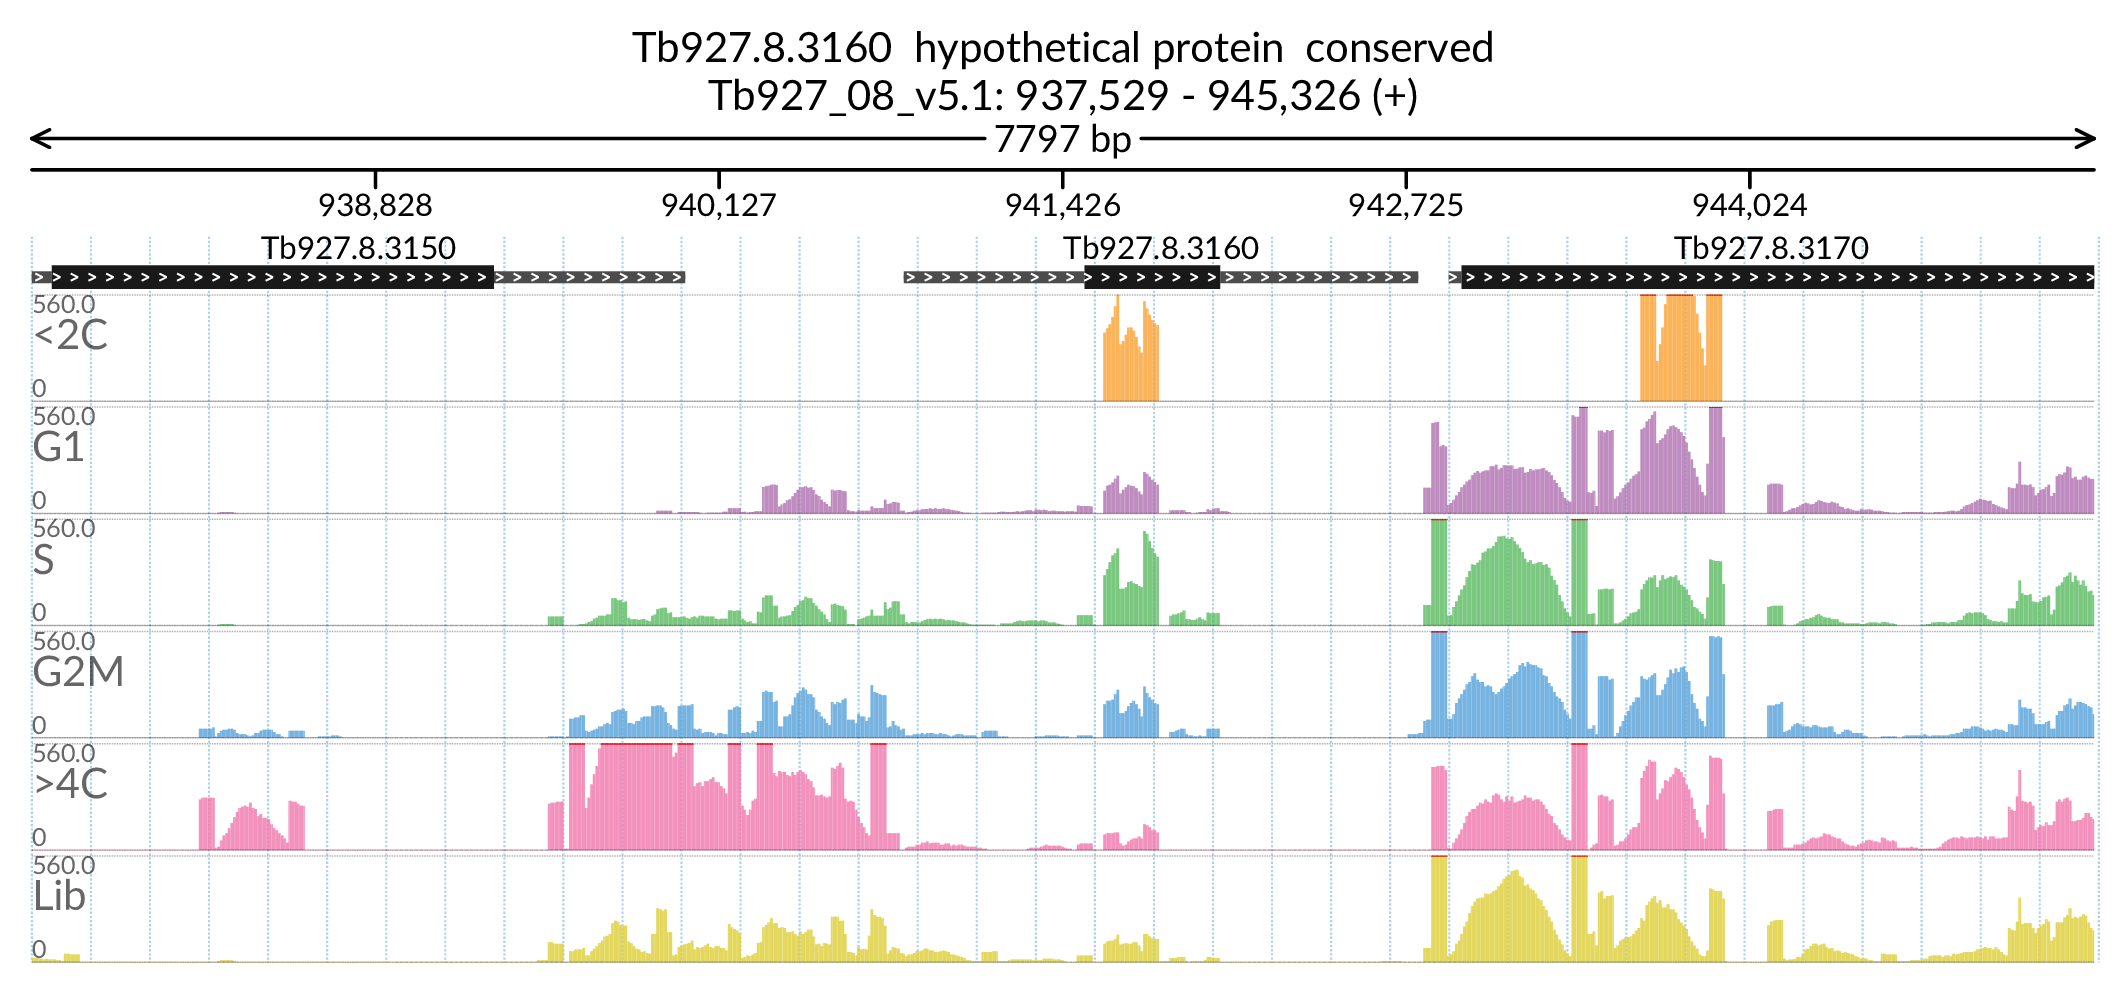 Tb927.8.3160  hypothetical protein  conserved
Tb927_08_v5.1: 937,529 - 945,326 (+)
7797 bp
938,828 940,127 941,426 942,725 944,024
Tb927.8.3150 Tb927.8.3160 Tb927.8.3170
560.0
<2C
0
560.0
G1
0
560.0
S
0
560.0
G2M
0
560.0
>4C
0
560.0
Lib
0